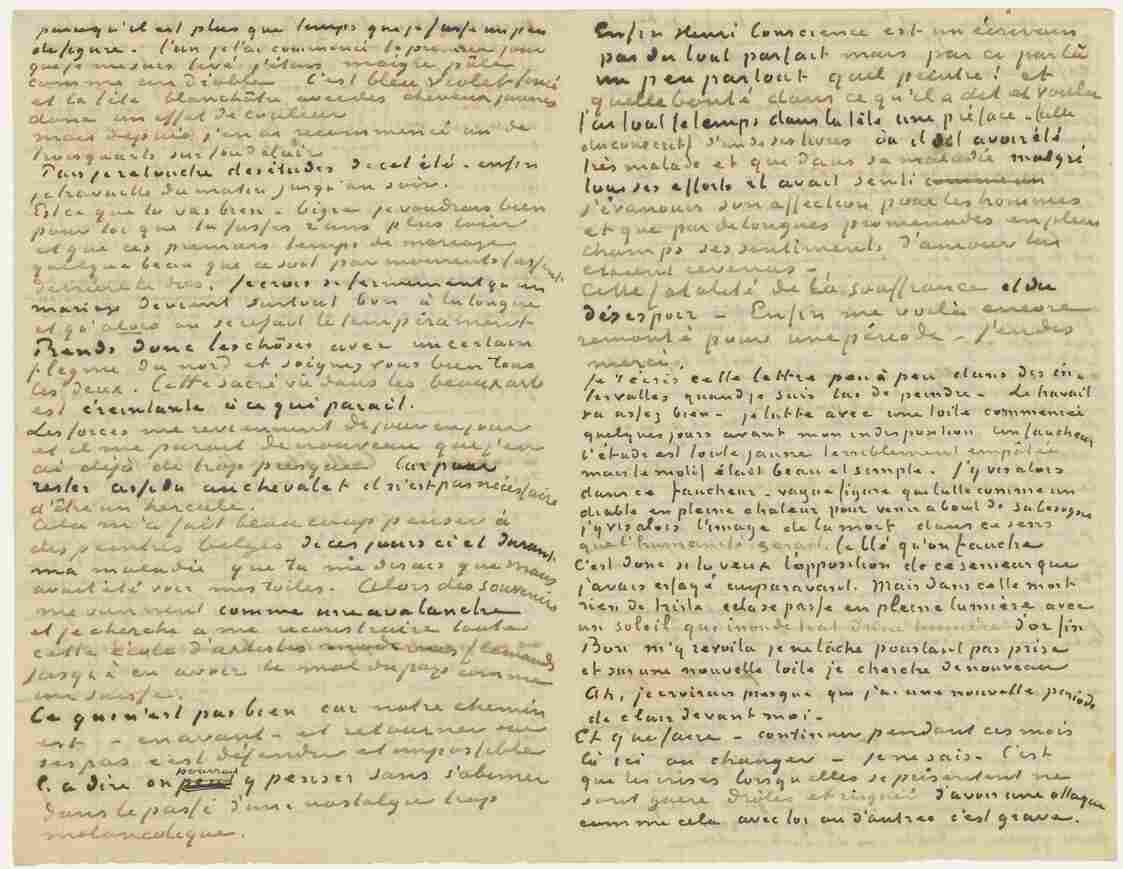 parcequ'il est plus que temps que je fasse un peu
de figure. l'un je l'ai commencé le premier jour
que je me suis levé j'étais maigre pâle
comme un diable. C'est bleu violet foncé
et la tête blanchâtre avec des cheveux jaunes
donc un effet de couleur
mais depuis j'en ai recommencé un de
trois quarts sur fond clair
Puis je retouche des études de cet été – enfin
je travaille du matin jusqu'au soir.
Est ce que tu vas bien – bigre je voudrais bien
pour toi que tu fusses 2 ans plus loin
et que ces premiers temps de mariage
quelque beau que ce soit par moments fussent
derriere le dos. Je crois si fermement qu'un
mariage devient surtout bon à la longue
et qu'alors on se refait le tempérament
Prends donc les chôses avec un certain
flegme du nord et soignez vous bien tous
les deux. Cette sacré vie dans les beaux arts
est éreintante à ce qui parait.
Les forces me reviennent de jour en jour
et il me parait de nouveau que j'en
ai déjà de trop presque. Car pour
rester assidu au chevalet il n'est pas nécessaire
d'être un hercule.
Cela m'a fait beaucoup penser à
des peintres belges de ces jours ci et durant
ma maladie que tu me disais que Maus
avait été voir mes toiles. Alors des souvenirs
me viennent comme une avalanche
et je cherche à me reconstruire toute
cette école d'artistes modernes flamands
jusqu'à en avoir le mal du pays comme
un suisse.
Ce qui n'est pas bien car notre chemin
est – en avant – et retourner sur
ses pas c'est défendu et impossible
C. a dire on peut pourrait y penser sans s'abimer
dans le passé d'une nostalgie trop
melancolique.
Enfin Henri Conscience est un écrivain
pas du tout parfait mais par ci par là
un peu partout quel peintre! et
quelle bonté dans ce qu'il a dit et voulu
J'ai tout le temps dans la tête une préface – (celle
du conscrit) d'un de ses livres où il dit avoir été
très malade et que dans sa maladie malgré
tous ses efforts il avait senti comme un
s'évanouir son affection pour les hommes
et que par de longues promenades en plein
champs ses sentiments d'amour lui
étaient revenus –
Cette fatalité de la souffrance et du
désespoir – Enfin me voilà encore
remonté pour une période – J'en dis
merci.
Je t'écris cette lettre peu à peu dans des in-
tervalles quand je suis las de peindre – Le travail
va assez bien – je lutte avec une toile commencée
quelques jours avant mon indisposition. Un faucheur
l'étude est toute jaune terriblement empâtée
mais le motif était beau et simple. J'y vis alors
dans ce faucheur – vague figure qui lutte comme un
diable en pleine chaleur pour venir à bout de sa besogne
j'y vis alors l'image de la mort dans ce sens
que l'humanité serait le blé qu'on fauche
C'est donc si tu veux l'opposition de ce semeur que
j'avais essayé auparavant. Mais dans cette mort
rien de triste cela se passe en pleine lumière avec
un soleil qui inonde tout d'une lumière d'or fin
Bon m'y revoila je ne lâche pourtant pas prise
et sur une nouvelle toile je cherche de nouveau
Ah, je croirais presque que j'ai une nouvelle période
de clair devant moi –
Et que faire – continuer pendant ces mois
ci ici ou changer – je ne sais – C'est
que les crises lorsqu'elles se présentent ne
sont guere drôles et risquer d'avoir une attaque
comme cela avec toi ou d'autres c'est grave.